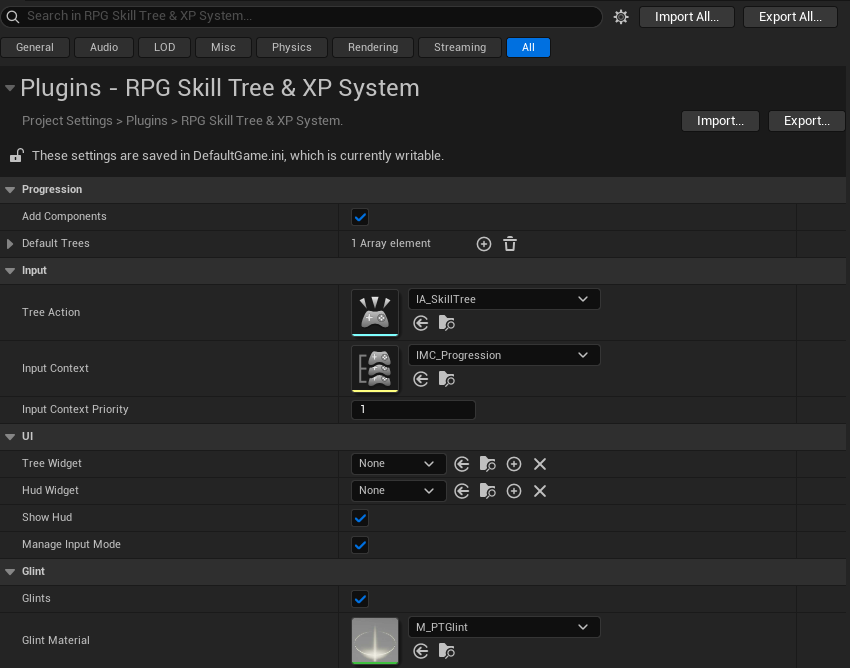 Search in RPG Skill Tree & XP System...
Import All...
Export All...
General
Audio
LOD
Misc
Physics
Rendering
Streaming
All
Plugins - RPG Skill Tree & XP System
Project Settings > Plugins > RPG Skill Tree & XP System.
Import...
Export...
These settings are saved in DefaultGame.ini, which is currently writable.
Progression
Add Components
Default Trees
1 Array element
Input
Tree Action
IA_SkillTree
Input Context
IMC_Progression
Input Context Priority
1
UI
Tree Widget
None
Hud Widget
None
Show Hud
Manage Input Mode
Glint
Glints
Glint Material
M_PTGlint